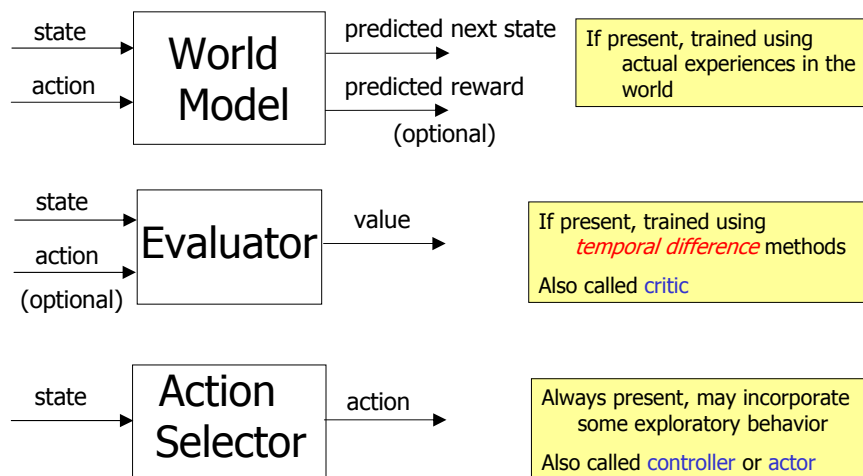 state
action
World
Model
predicted next state
predicted reward
(optional)
If present, trained using
actual experiences in the
world
state
action
(optional)
Evaluator
value
If present, trained using
temporal difference methods
Also called critic
state
Action
Selector
action
Always present, may incorporate
some exploratory behavior
Also called controller or actor